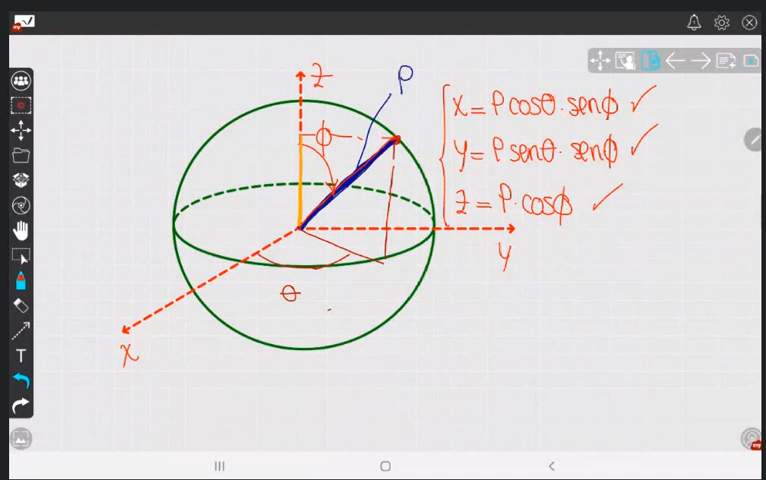 Z
ρ
ϕ
x = ρ cosθ · senϕ ✓
y = ρ senθ · senϕ ✓
z = ρ · cosϕ ✓
y
θ
x
T